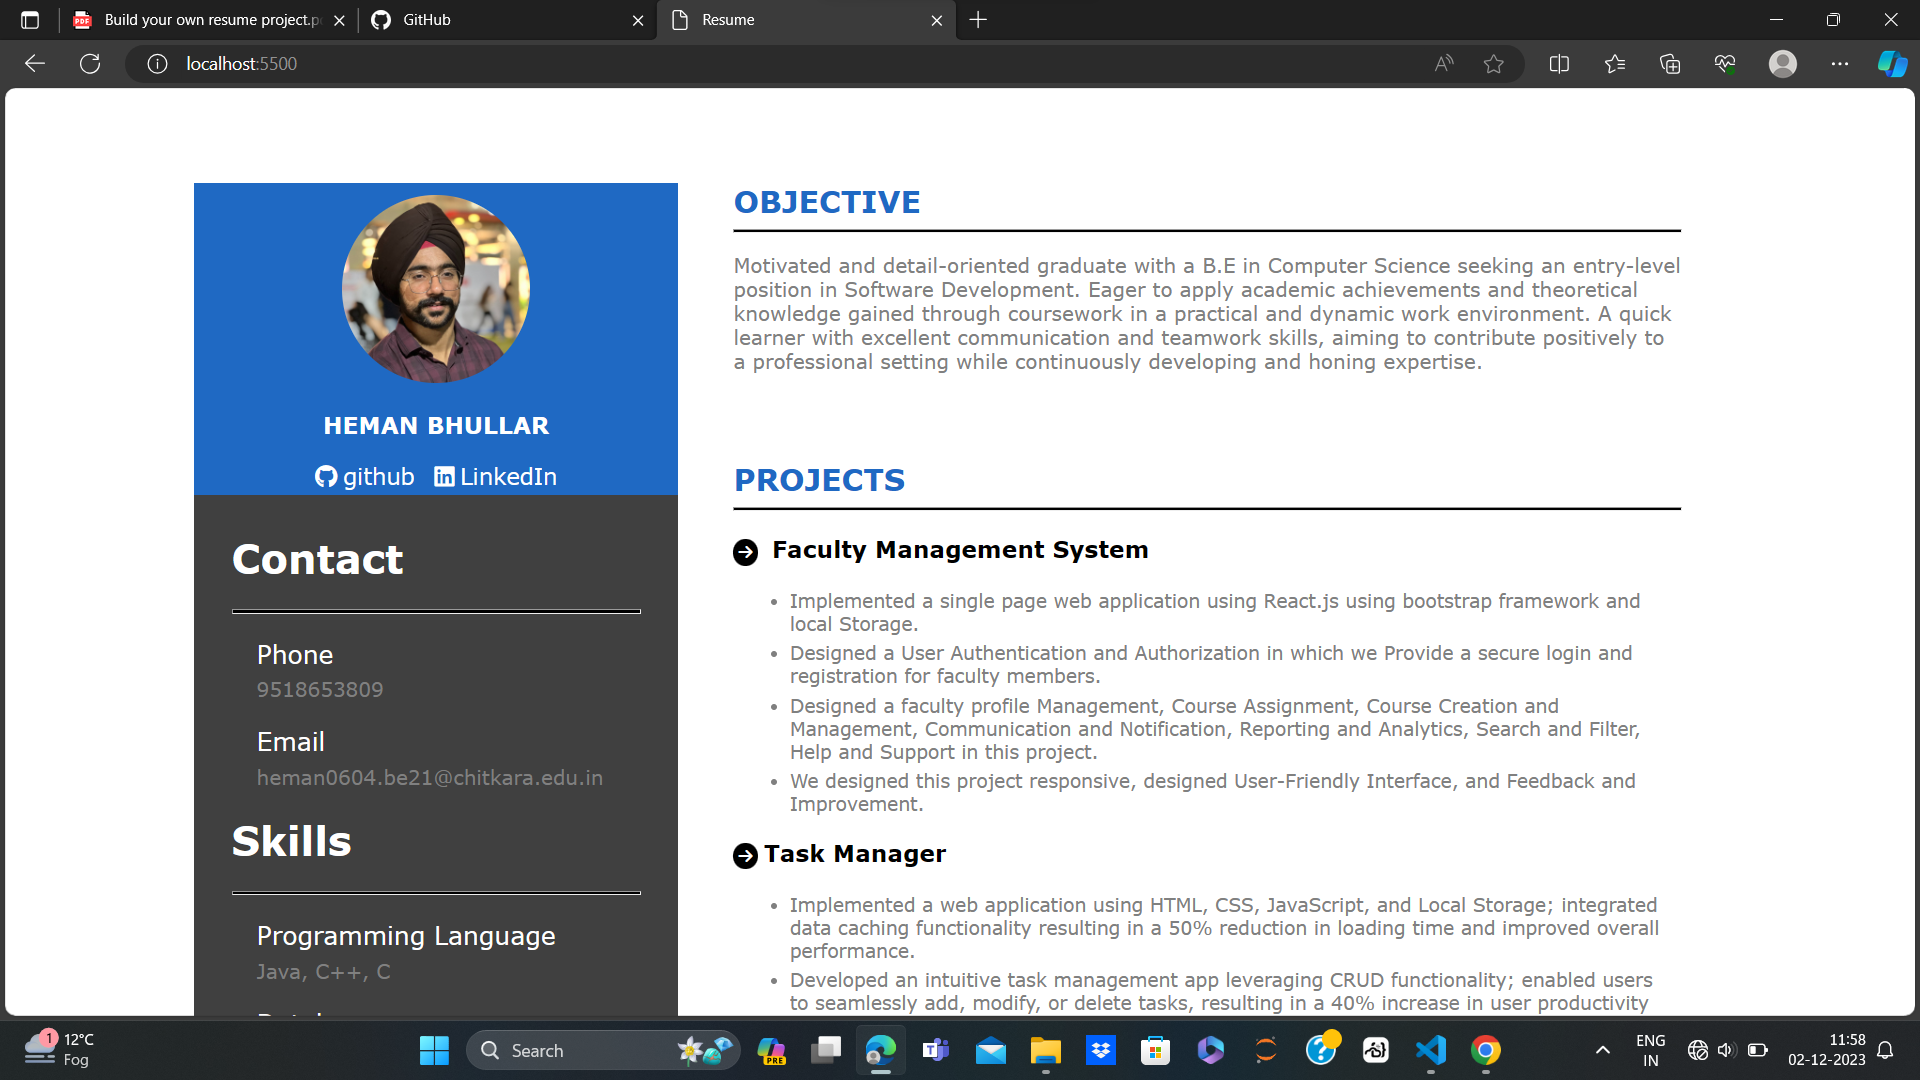 Build your own resume project.p
GitHub
Resume
localhost:5500
HEMAN BHULLAR
github LinkedIn
Contact
Phone
9518653809
Email
heman0604.be21@chitkara.edu.in
Skills
Programming Language
Java, C++, C
OBJECTIVE
Motivated and detail-oriented graduate with a B.E in Computer Science seeking an entry-level
position in Software Development. Eager to apply academic achievements and theoretical
knowledge gained through coursework in a practical and dynamic work environment. A quick
learner with excellent communication and teamwork skills, aiming to contribute positively to
a professional setting while continuously developing and honing expertise.
PROJECTS
Faculty Management System
• Implemented a single page web application using React.js using bootstrap framework and
local Storage.
• Designed a User Authentication and Authorization in which we Provide a secure login and
registration for faculty members.
• Designed a faculty profile Management, Course Assignment, Course Creation and
Management, Communication and Notification, Reporting and Analytics, Search and Filter,
Help and Support in this project.
• We designed this project responsive, designed User-Friendly Interface, and Feedback and
Improvement.
Task Manager
• Implemented a web application using HTML, CSS, JavaScript, and Local Storage; integrated
data caching functionality resulting in a 50% reduction in loading time and improved overall
performance.
• Developed an intuitive task management app leveraging CRUD functionality; enabled users
to seamlessly add, modify, or delete tasks, resulting in a 40% increase in user productivity
1
12°C
Fog
Search
PRE
ENG
IN
11:58
02-12-2023